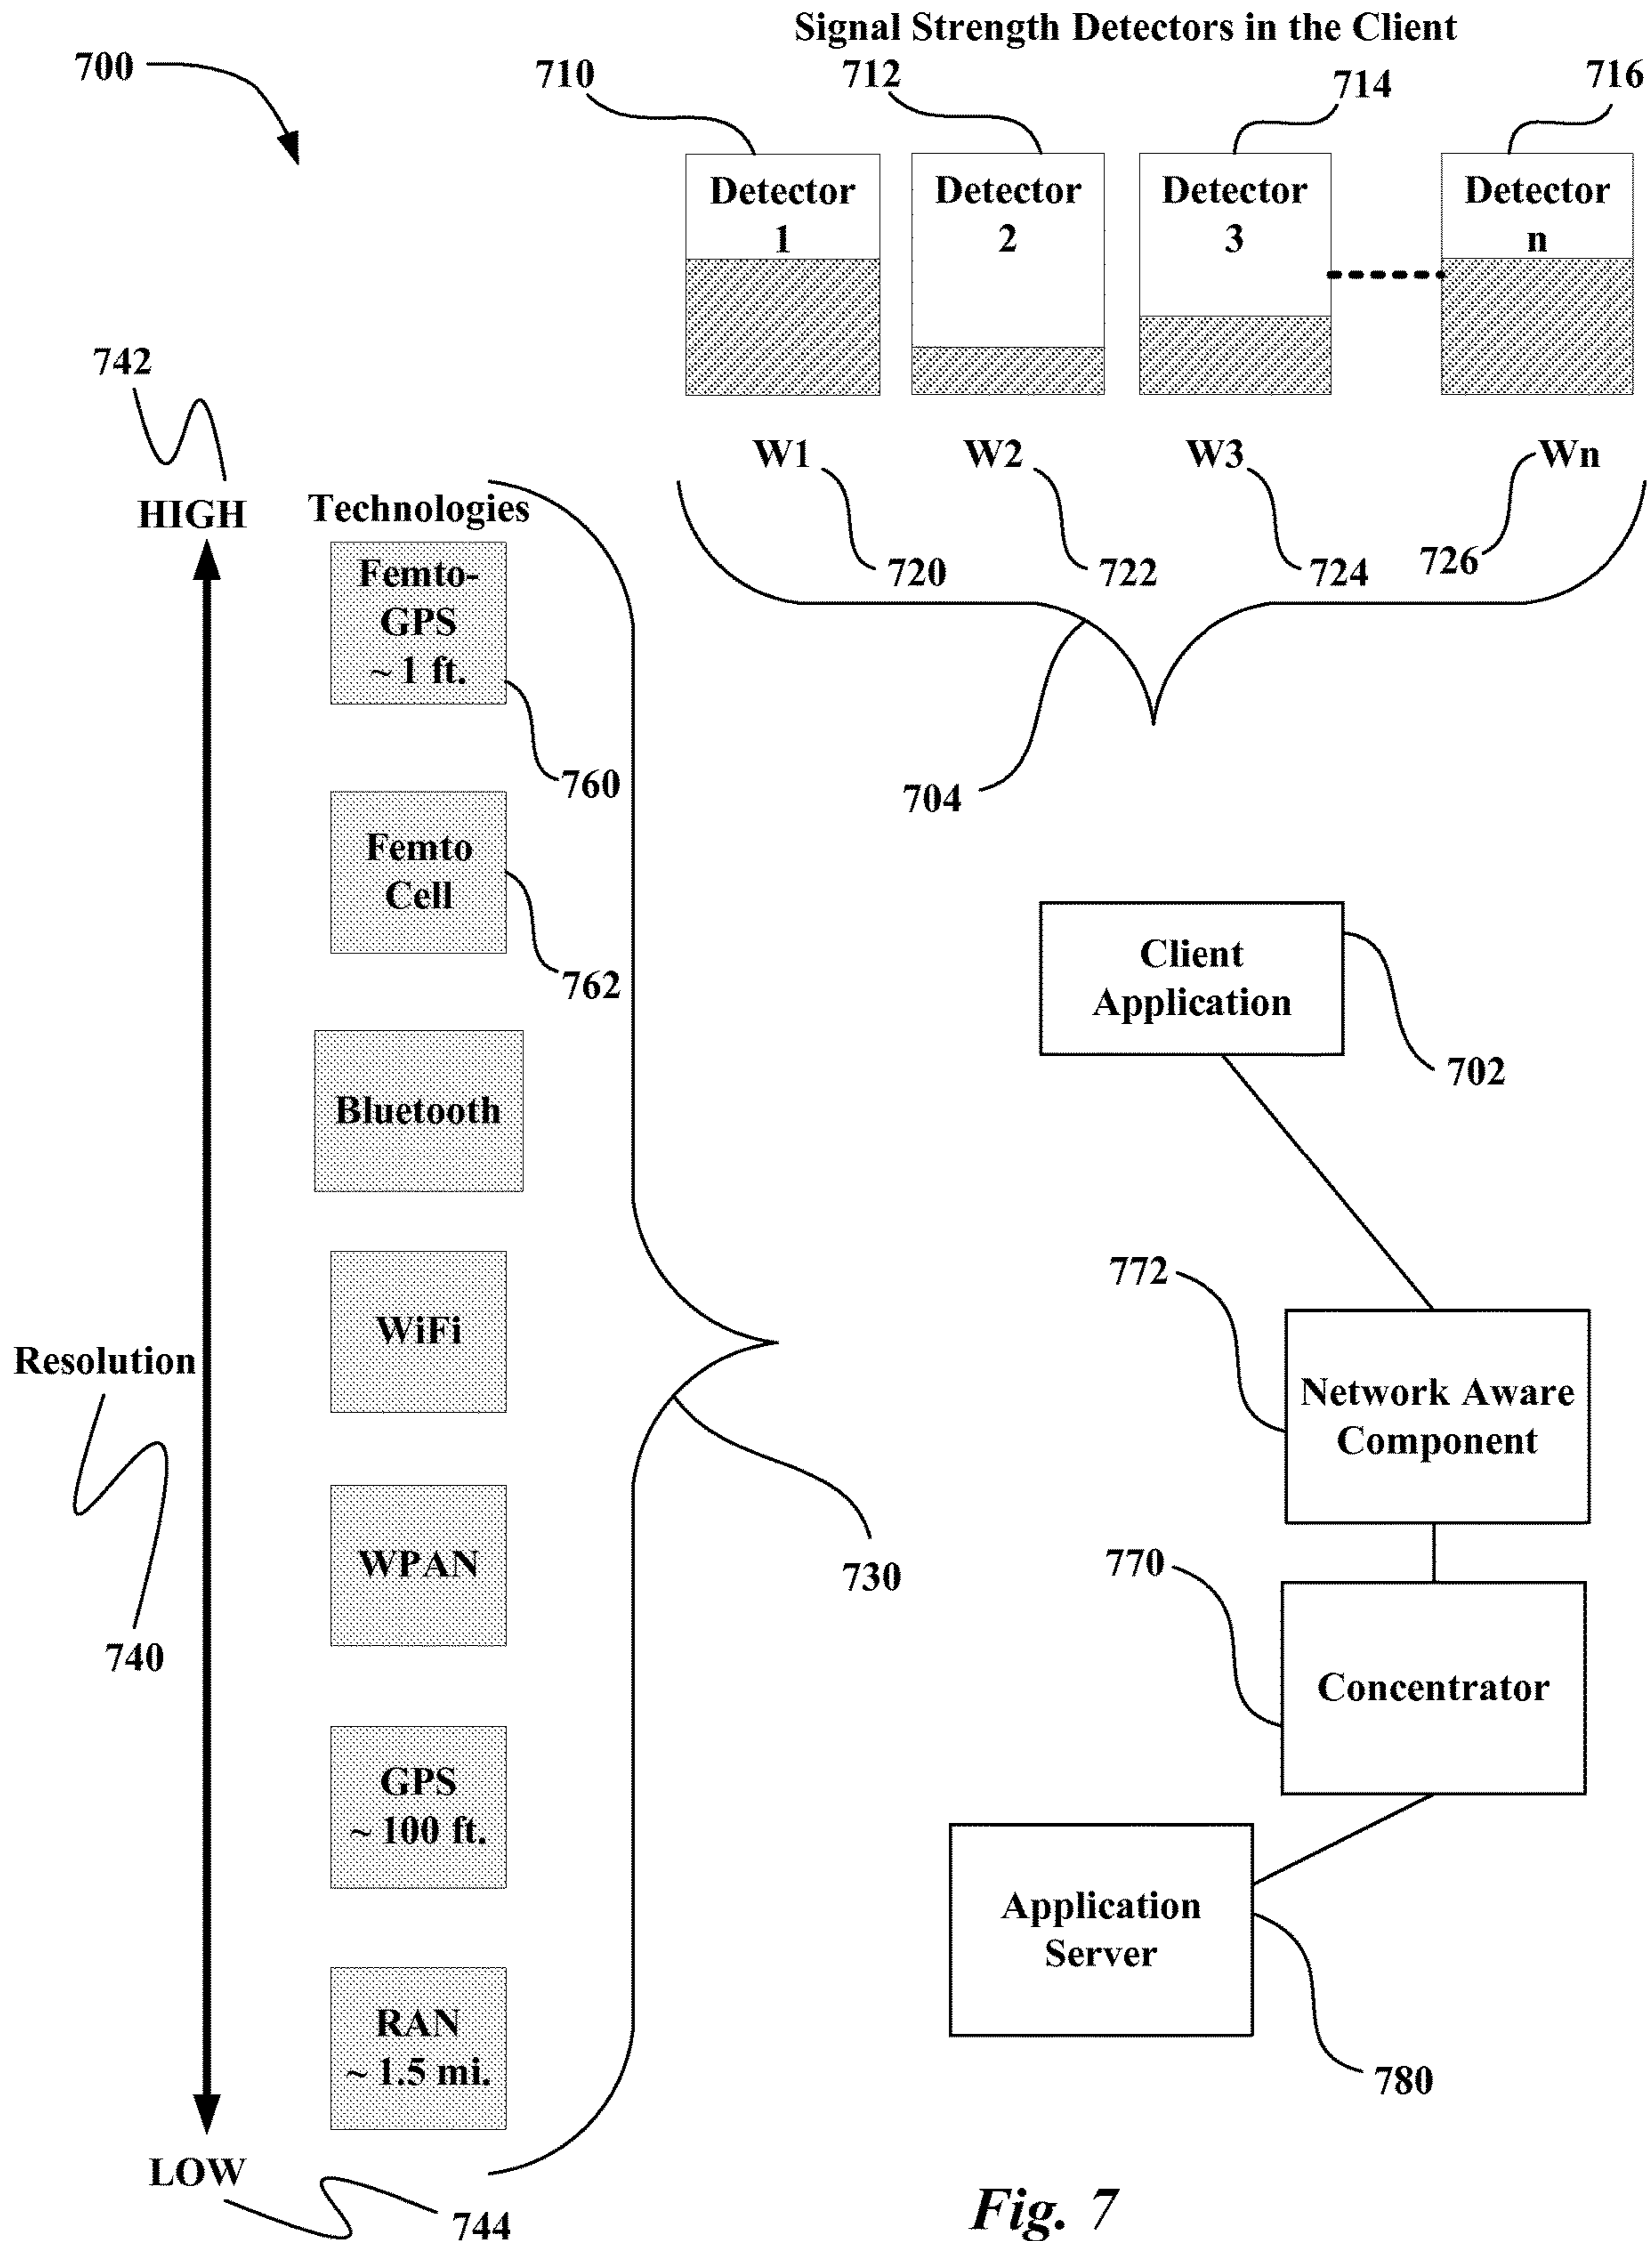 Signal Strength Detectors in the Client
700
710
712
714
716
Detector
1
Detector
2
Detector
3
Detector
n
W1
W2
W3
Wn
720
722
724
726
704
742
HIGH
Technologies
Femto-
GPS
~ 1 ft.
760
Femto
Cell
762
Bluetooth
WiFi
WPAN
GPS
~ 100 ft.
RAN
~ 1.5 mi.
Resolution
740
LOW
744
730
Client
Application
702
772
Network Aware
Component
770
Concentrator
Application
Server
780
Fig. 7